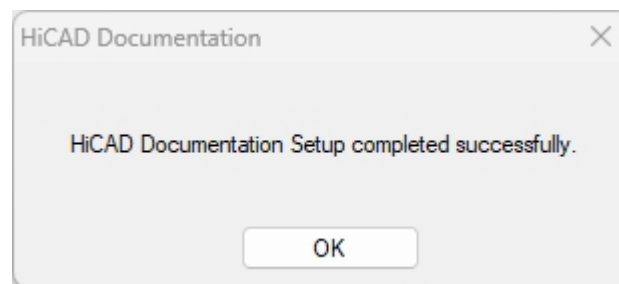 HiCAD Documentation
HiCAD Documentation Setup completed successfully.
OK